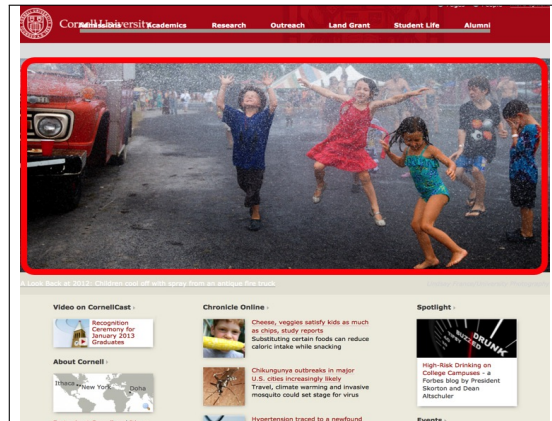 Cornell University
Admissions Academics Research Outreach Land Grant Student Life Alumni
A Look Back at 2012: Children cool off with spray from an antique fire truck
Video on CornellCast ›
Recognition
Ceremony for
January 2013
Graduates
About Cornell ›
Ithaca
New York
Doha
Chronicle Online ›
Cheese, veggies satisfy kids as much
as chips, study reports
Substituting certain foods can reduce
caloric intake while snacking
Chikungunya outbreaks in major
U.S. cities increasingly likely
Travel, climate warming and invasive
mosquito could set stage for virus
Hypertension traced to a newfound
Spotlight ›
BUZZED
DRUNK
High-Risk Drinking on
College Campuses - a
Forbes blog by President
Skorton and Dean
Altschuler
Events ›